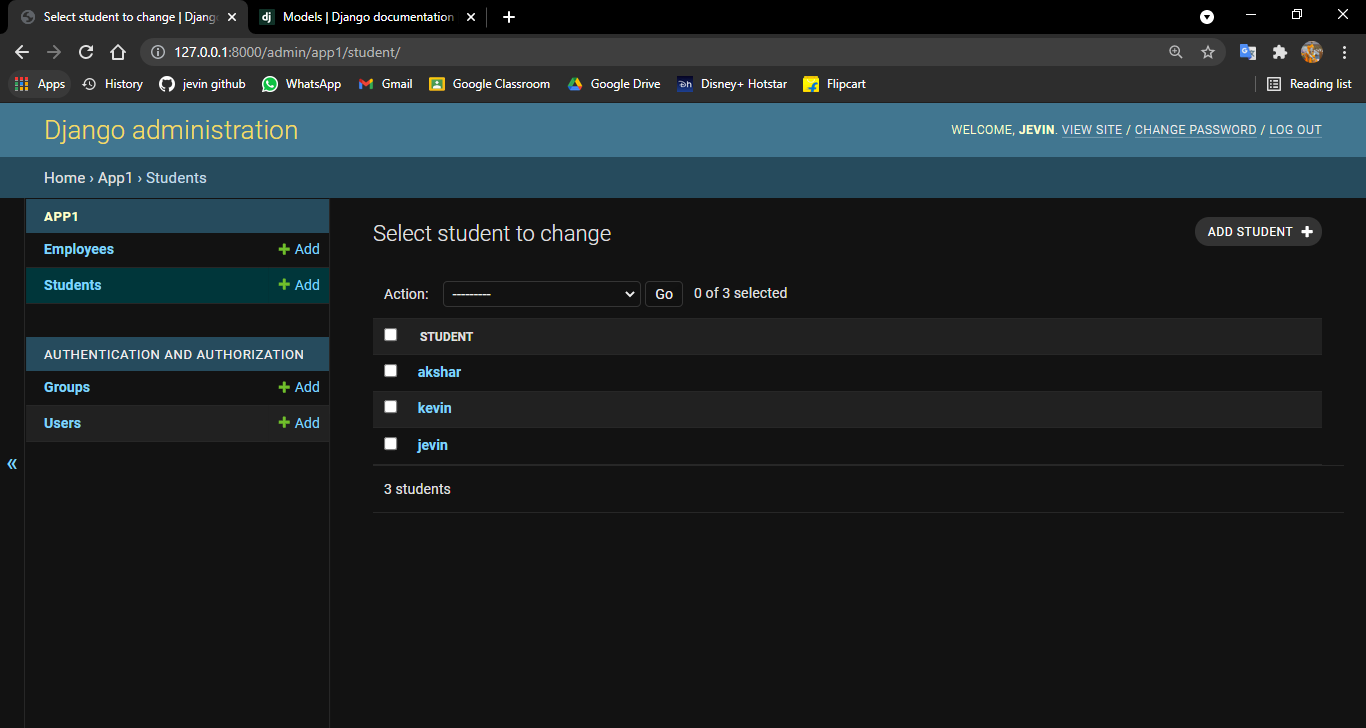 Select student to change | Djang
Models | Django documentation
127.0.0.1:8000/admin/app1/student/
Apps History jevin github WhatsApp Gmail Google Classroom Google Drive Disney+ Hotstar Flipcart Reading list
Django administration
WELCOME, JEVIN. VIEW SITE / CHANGE PASSWORD / LOG OUT
Home › App1 › Students
APP1
Employees + Add
Students + Add
AUTHENTICATION AND AUTHORIZATION
Groups + Add
Users + Add
«
Select student to change
ADD STUDENT +
Action: --------- Go 0 of 3 selected
STUDENT
akshar
kevin
jevin
3 students